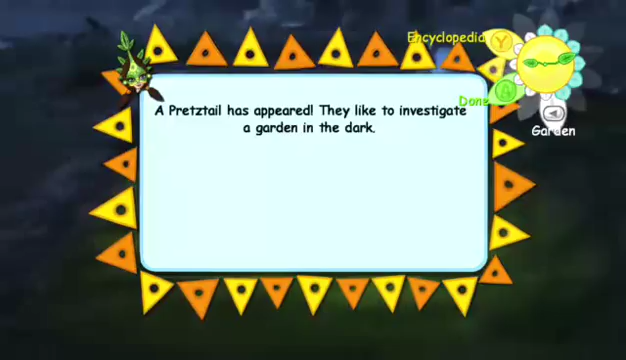 Encyclopedia Y
A
Done
Garden
A Pretztail has appeared! They like to investigate
a garden in the dark.